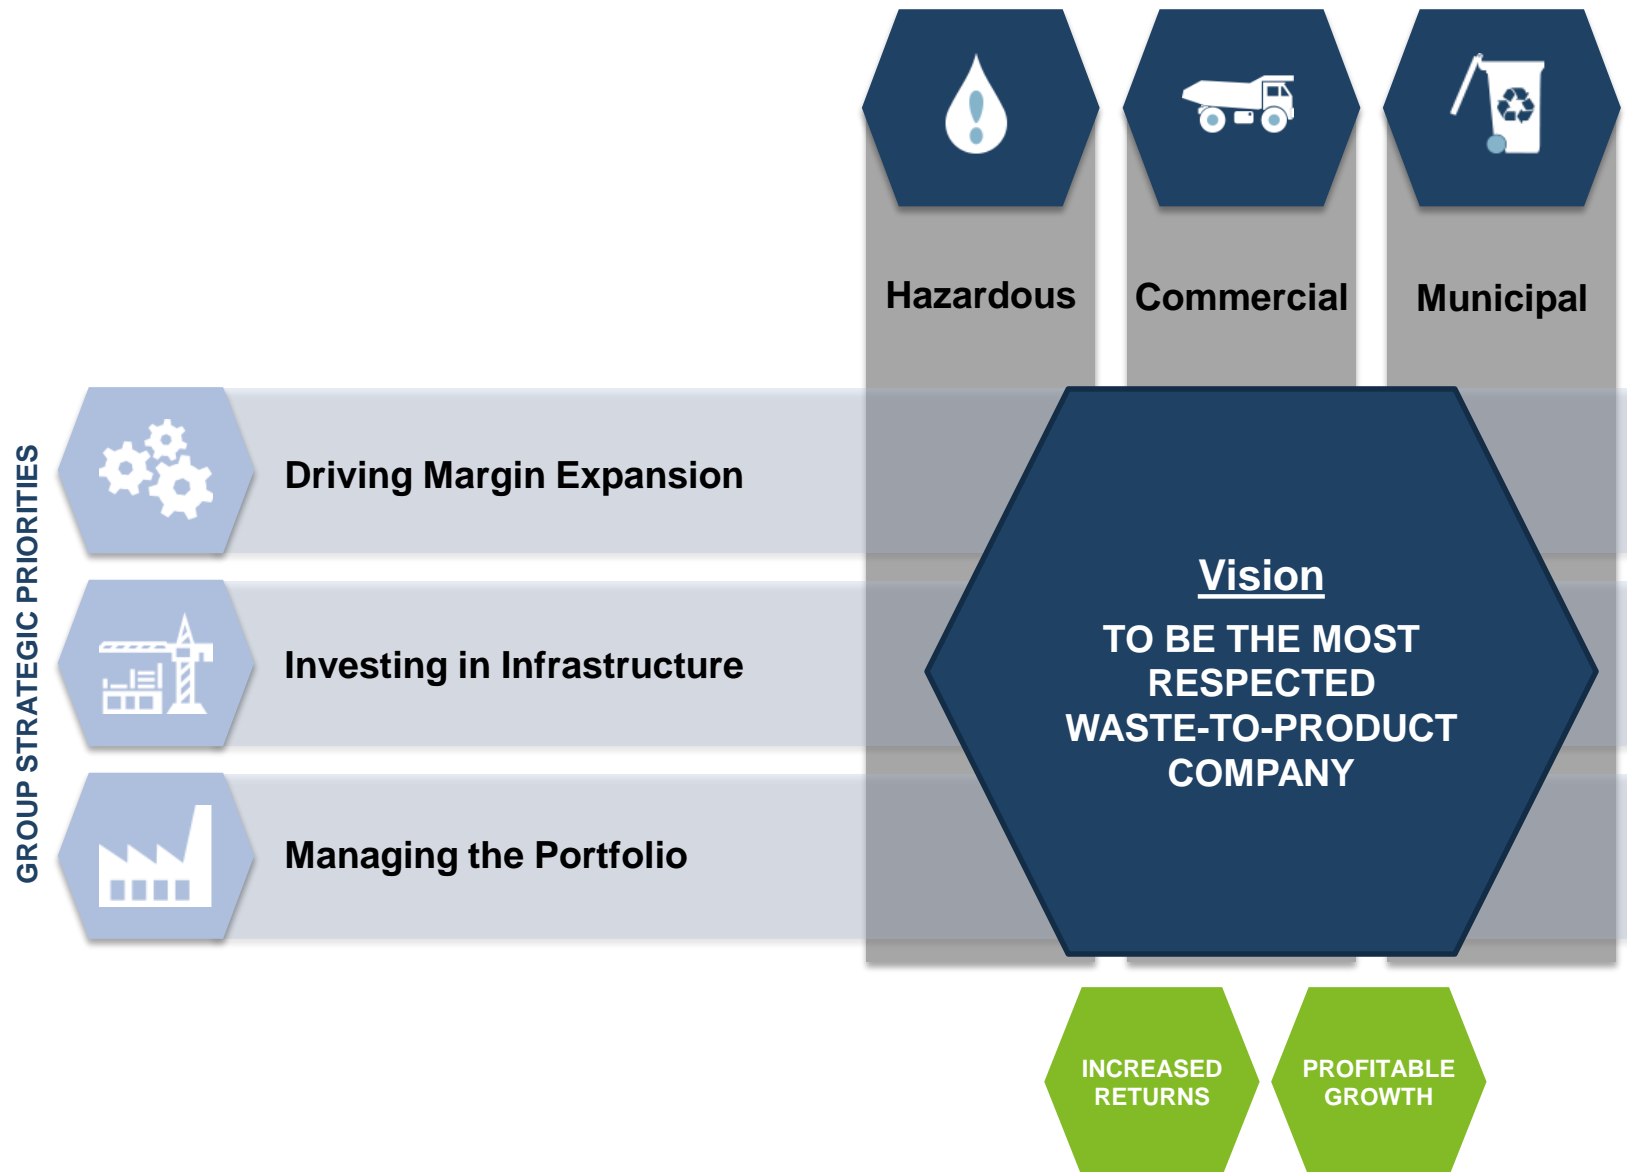 Hazardous
Commercial
Municipal
GROUP STRATEGIC PRIORITIES
Driving Margin Expansion
Investing in Infrastructure
Managing the Portfolio
Vision
TO BE THE MOST
RESPECTED
WASTE-TO-PRODUCT
COMPANY
INCREASED
RETURNS
PROFITABLE
GROWTH